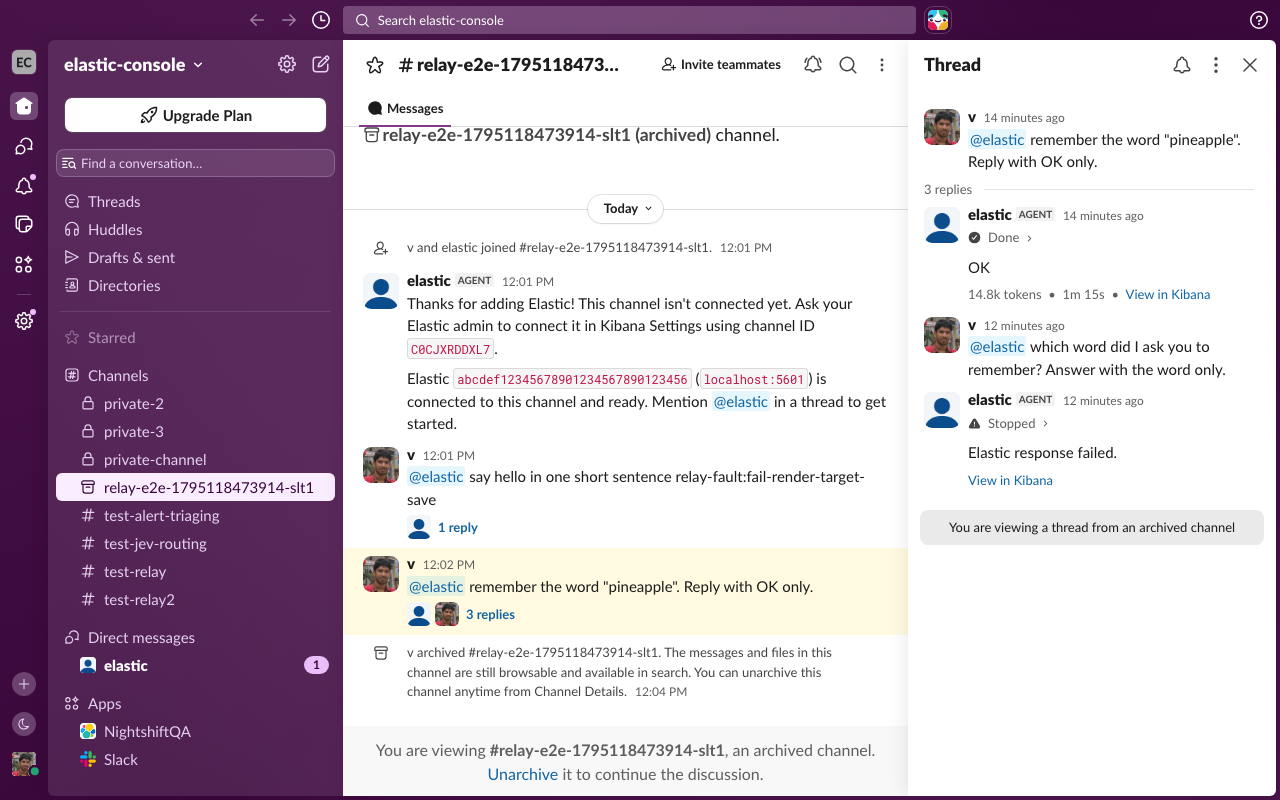 Search elastic-console
EC
elastic-console
Upgrade Plan
Find a conversation...
Threads
Huddles
Drafts & sent
Directories
Starred
Channels
private-2
private-3
private-channel
relay-e2e-1795118473914-slt1
test-alert-triaging
test-jev-routing
test-relay
test-relay2
Direct messages
elastic 1
Apps
NightshiftQA
Slack
# relay-e2e-1795118473...
Invite teammates
Messages
relay-e2e-1795118473914-slt1 (archived) channel.
Today
v and elastic joined #relay-e2e-1795118473914-slt1. 12:01 PM
elastic AGENT 12:01 PM
Thanks for adding Elastic! This channel isn't connected yet. Ask your
Elastic admin to connect it in Kibana Settings using channel ID
C0CJXRDDXL7.
Elastic abcdef12345678901234567890123456 (localhost:5601) is
connected to this channel and ready. Mention @elastic in a thread to get
started.
v 12:01 PM
@elastic say hello in one short sentence relay-fault:fail-render-target-
save
1 reply
v 12:02 PM
@elastic remember the word "pineapple". Reply with OK only.
3 replies
v archived #relay-e2e-1795118473914-slt1. The messages and files in this
channel are still browsable and available in search. You can unarchive this
channel anytime from Channel Details. 12:04 PM
You are viewing #relay-e2e-1795118473914-slt1, an archived channel.
Unarchive it to continue the discussion.
Thread
v 14 minutes ago
@elastic remember the word "pineapple".
Reply with OK only.
3 replies
elastic AGENT 14 minutes ago
Done
OK
14.8k tokens • 1m 15s • View in Kibana
v 12 minutes ago
@elastic which word did I ask you to
remember? Answer with the word only.
elastic AGENT 12 minutes ago
Stopped
Elastic response failed.
View in Kibana
You are viewing a thread from an archived channel